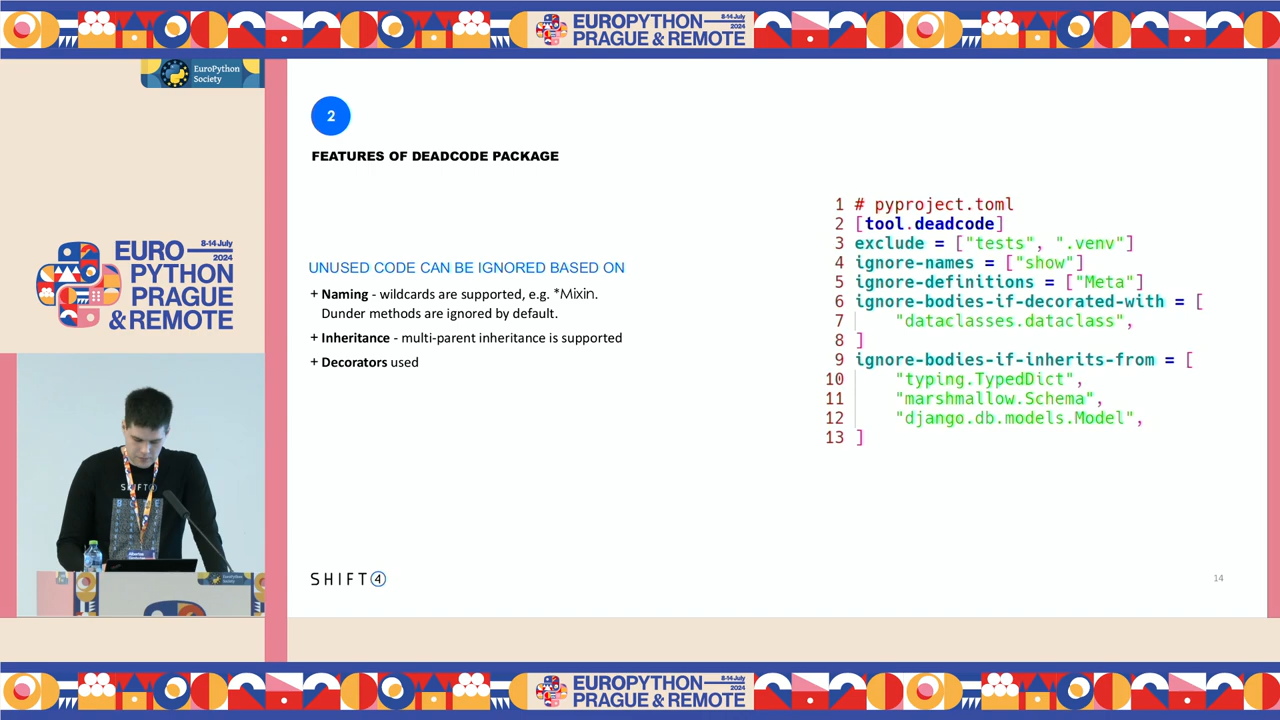 EUROPYTHON
8-14 July
2024
PRAGUE & REMOTE
EuroPython
Society
2
FEATURES OF DEADCODE PACKAGE
UNUSED CODE CAN BE IGNORED BASED ON
+ Naming - wildcards are supported, e.g. *Mixin.
Dunder methods are ignored by default.
+ Inheritance - multi-parent inheritance is supported
+ Decorators used
1 # pyproject.toml
2 [tool.deadcode]
3 exclude = ["tests", ".venv"]
4 ignore-names = ["show"]
5 ignore-definitions = ["Meta"]
6 ignore-bodies-if-decorated-with = [
7 "dataclasses.dataclass",
8 ]
9 ignore-bodies-if-inherits-from = [
10 "typing.TypedDict",
11 "marshmallow.Schema",
12 "django.db.models.Model",
13 ]
EURO
8-14 July
2024
PYTHON
PRAGUE
& REMOTE
SHIFT4
SHIFT4
14
EUROPYTHON
8-14 July
2024
PRAGUE & REMOTE